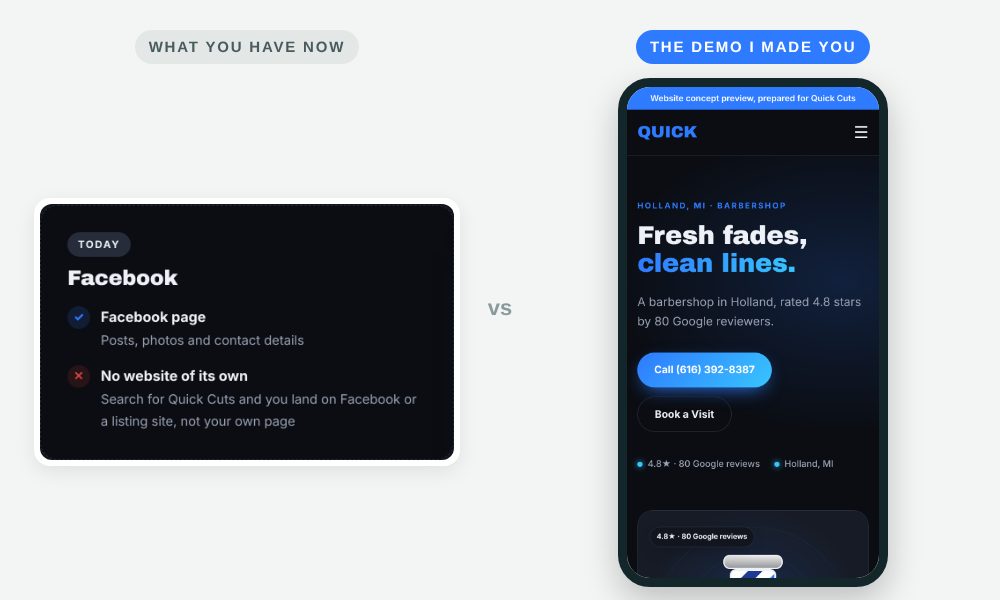 WHAT YOU HAVE NOW
TODAY
Facebook
Facebook page
Posts, photos and contact details
No website of its own
Search for Quick Cuts and you land on Facebook or
a listing site, not your own page
vs
THE DEMO I MADE YOU
Website concept preview, prepared for Quick Cuts
QUICK
HOLLAND, MI · BARBERSHOP
Fresh fades,
clean lines.
A barbershop in Holland, rated 4.8 stars
by 80 Google reviewers.
Call (616) 392-8387
Book a Visit
4.8★ · 80 Google reviews Holland, MI
4.8★ · 80 Google reviews